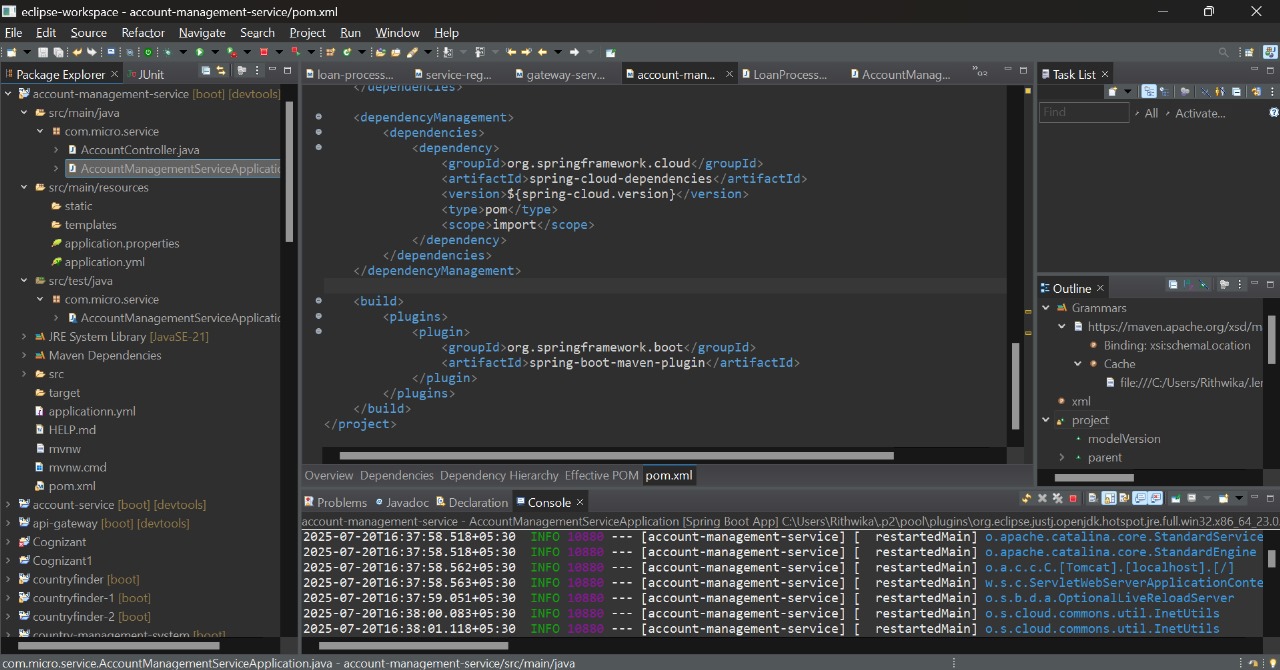 eclipse-workspace - account-management-service/pom.xml
File Edit Source Refactor Navigate Search Project Run Window Help
Package Explorer
JUnit
account-management-service [boot] [devtools]
src/main/java
com.micro.service
AccountController.java
AccountManagementServiceApplicatic
src/main/resources
static
templates
application.properties
application.yml
src/test/java
com.micro.service
AccountManagementServiceApplicatic
JRE System Library [JavaSE-21]
Maven Dependencies
src
target
applicationn.yml
HELP.md
mvnw
mvnw.cmd
pom.xml
account-service [boot] [devtools]
api-gateway [boot] [devtools]
Cognizant
Cognizant1
countryfinder [boot]
countryfinder-1 [boot]
countryfinder-2 [boot]
country-management-system [boot]
loan-process... service-reg... gateway-serv... account-man... LoanProcess... AccountManag...
</dependencies>
<dependencyManagement>
<dependencies>
<dependency>
<groupId>org.springframework.cloud</groupId>
<artifactId>spring-cloud-dependencies</artifactId>
<version>${spring-cloud.version}</version>
<type>pom</type>
<scope>import</scope>
</dependency>
</dependencies>
</dependencyManagement>
<build>
<plugins>
<plugin>
<groupId>org.springframework.boot</groupId>
<artifactId>spring-boot-maven-plugin</artifactId>
</plugin>
</plugins>
</build>
</project>
Overview Dependencies Dependency Hierarchy Effective POM pom.xml
Task List
Find All Activate...
Outline
Grammars
https://maven.apache.org/xsd/m
Binding: xsi:schemaLocation
Cache
file:///C:/Users/Rithwika/.ler
xml
project
modelVersion
parent
Problems Javadoc Declaration Console
account-management-service - AccountManagementServiceApplication [Spring Boot App] C:\Users\Rithwika\.p2\pool\plugins\org.eclipse.justj.openjdk.hotspot.jre.full.win32.x86_64_23.0
2025-07-20T16:37:58.518+05:30 INFO 10880 --- [account-management-service] [ restartedMain] o.apache.catalina.core.StandardService
2025-07-20T16:37:58.518+05:30 INFO 10880 --- [account-management-service] [ restartedMain] o.apache.catalina.core.StandardEngine
2025-07-20T16:37:58.562+05:30 INFO 10880 --- [account-management-service] [ restartedMain] o.a.c.c.C.[Tomcat].[localhost].[/]
2025-07-20T16:37:58.563+05:30 INFO 10880 --- [account-management-service] [ restartedMain] w.s.c.ServletWebServerApplicationConte
2025-07-20T16:37:59.051+05:30 INFO 10880 --- [account-management-service] [ restartedMain] o.s.b.d.a.OptionalLiveReloadServer
2025-07-20T16:38:00.083+05:30 INFO 10880 --- [account-management-service] [ restartedMain] o.s.cloud.commons.util.InetUtils
2025-07-20T16:38:01.118+05:30 INFO 10880 --- [account-management-service] [ restartedMain] o.s.cloud.commons.util.InetUtils
com.micro.service.AccountManagementServiceApplication.java - account-management-service/src/main/java